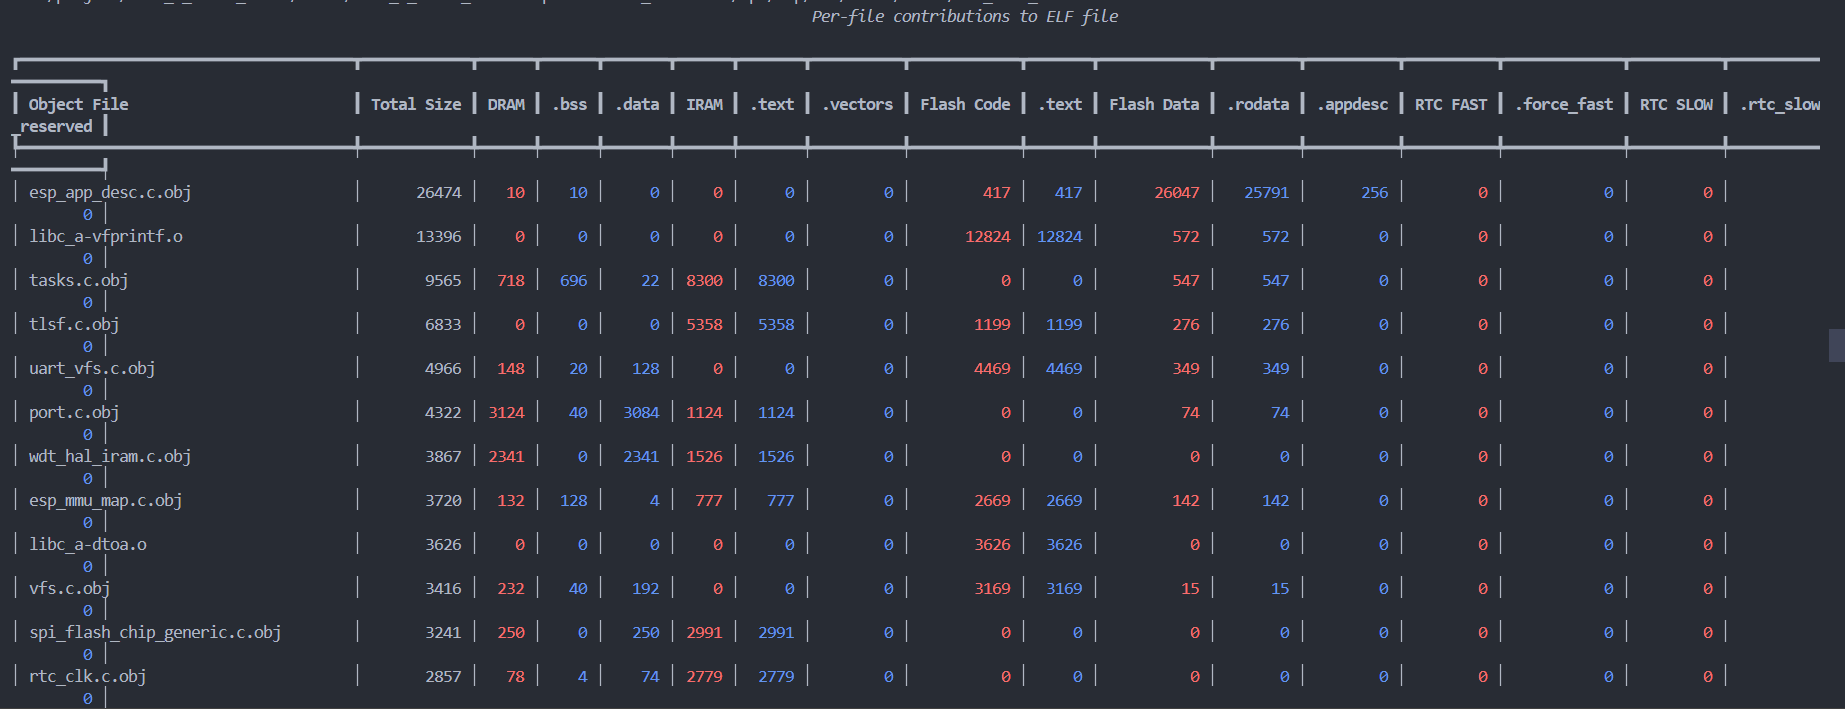 Per-file contributions to ELF file
Object File Total Size DRAM .bss .data IRAM .text .vectors Flash Code .text Flash Data .rodata .appdesc RTC FAST .force_fast RTC SLOW .rtc_slow
_reserved
esp_app_desc.c.obj 26474 10 10 0 0 0 0 417 417 26047 25791 256 0 0 0
0
libc_a-vfprintf.o 13396 0 0 0 0 0 0 12824 12824 572 572 0 0 0 0
0
tasks.c.obj 9565 718 696 22 8300 8300 0 0 0 547 547 0 0 0 0
0
tlsf.c.obj 6833 0 0 0 5358 5358 0 1199 1199 276 276 0 0 0 0
0
uart_vfs.c.obj 4966 148 20 128 0 0 0 4469 4469 349 349 0 0 0 0
0
port.c.obj 4322 3124 40 3084 1124 1124 0 0 0 74 74 0 0 0 0
0
wdt_hal_iram.c.obj 3867 2341 0 2341 1526 1526 0 0 0 0 0 0 0 0 0
0
esp_mmu_map.c.obj 3720 132 128 4 777 777 0 2669 2669 142 142 0 0 0 0
0
libc_a-dtoa.o 3626 0 0 0 0 0 0 3626 3626 0 0 0 0 0 0
0
vfs.c.obj 3416 232 40 192 0 0 0 3169 3169 15 15 0 0 0 0
0
spi_flash_chip_generic.c.obj 3241 250 0 250 2991 2991 0 0 0 0 0 0 0 0 0
0
rtc_clk.c.obj 2857 78 4 74 2779 2779 0 0 0 0 0 0 0 0 0
0